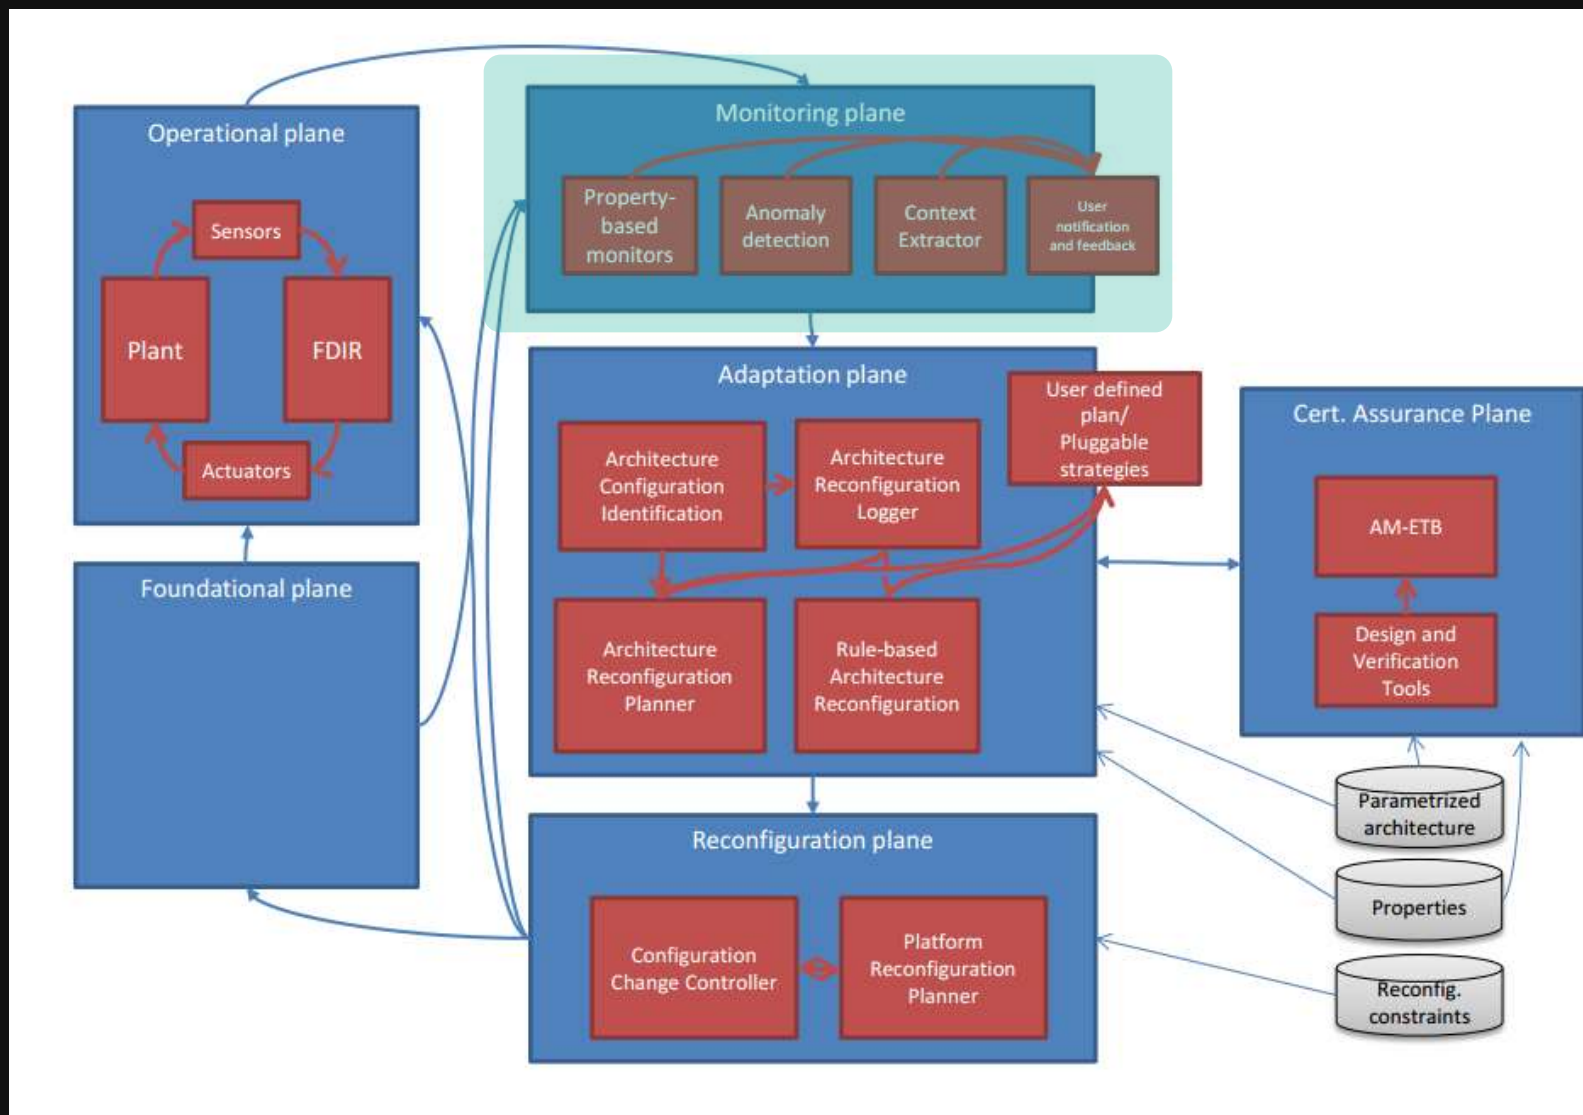 Monitoring plane
Property-
based
monitors
Anomaly
detection
Context
Extractor
User
notification
and feedback
Operational plane
Sensors
Plant
FDIR
Actuators
Adaptation plane
User defined
plan/
Pluggable
strategies
Architecture
Configuration
Identification
Architecture
Reconfiguration
Logger
Architecture
Reconfiguration
Planner
Rule-based
Architecture
Reconfiguration
Cert. Assurance Plane
AM-ETB
Design and
Verification
Tools
Foundational plane
Parametrized
architecture
Properties
Reconfig.
constraints
Reconfiguration plane
Configuration
Change Controller
Platform
Reconfiguration
Planner